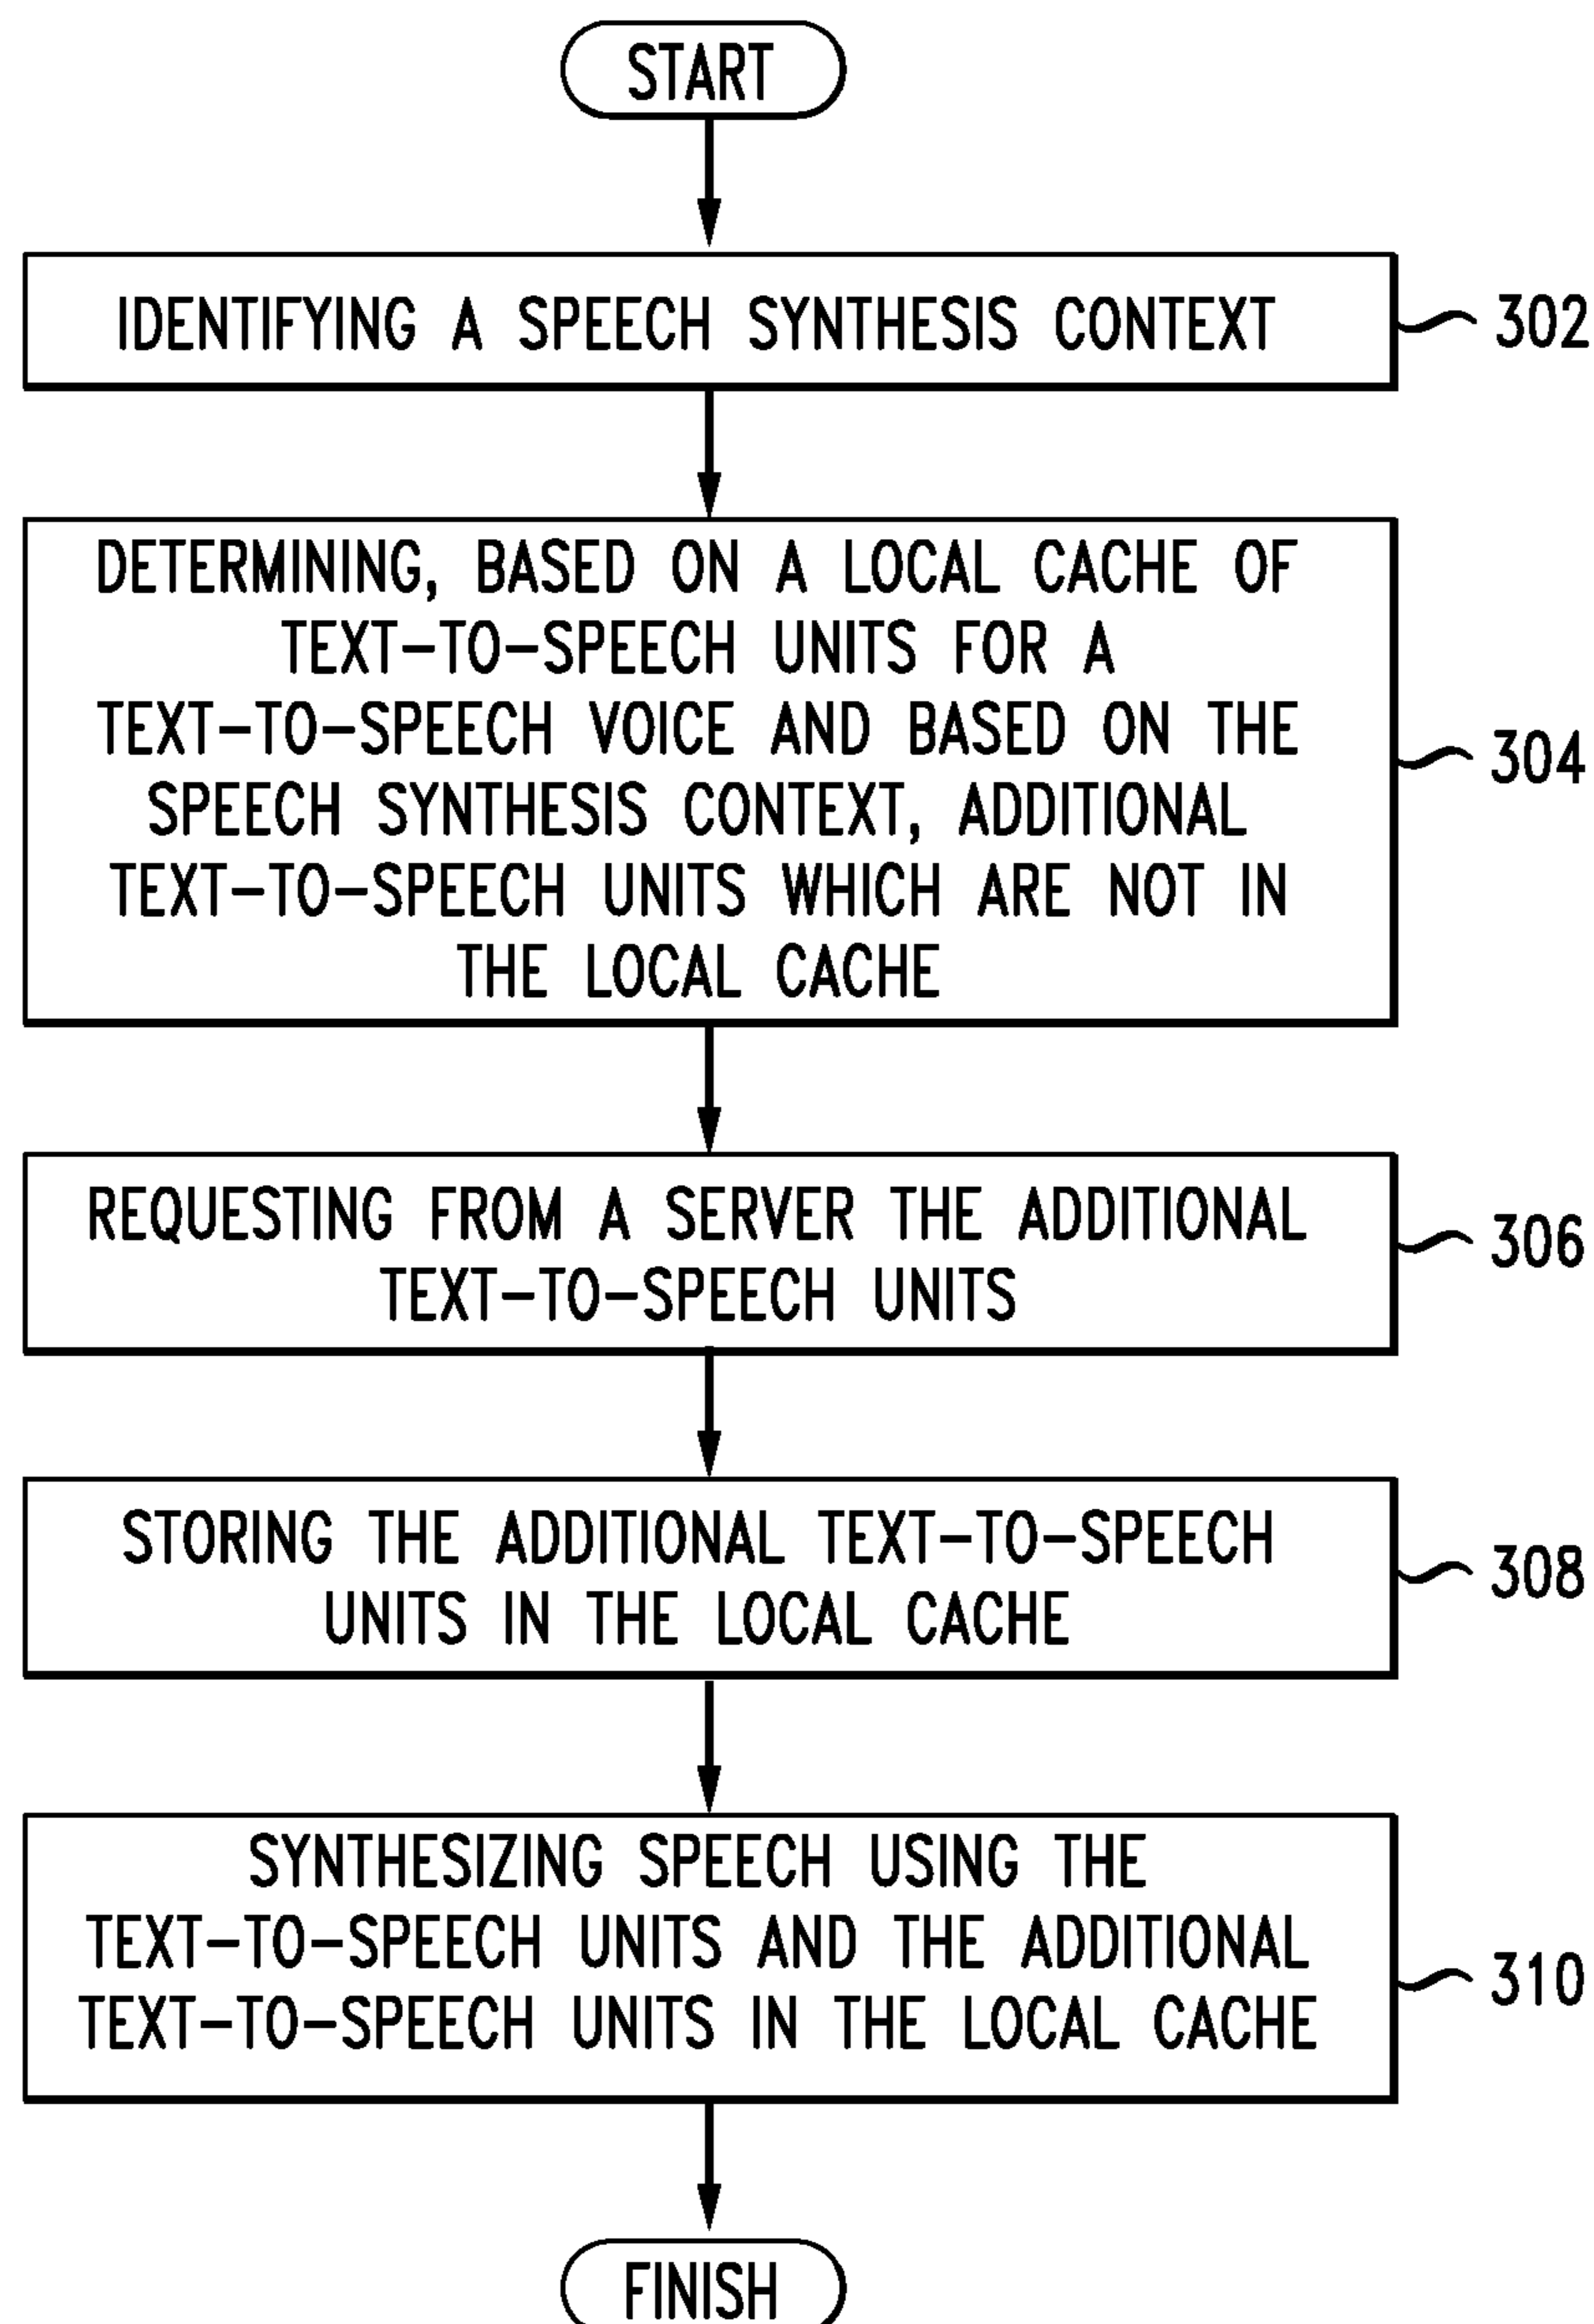 START
IDENTIFYING A SPEECH SYNTHESIS CONTEXT
302
DETERMINING, BASED ON A LOCAL CACHE OF
TEXT-TO-SPEECH UNITS FOR A
TEXT-TO-SPEECH VOICE AND BASED ON THE
SPEECH SYNTHESIS CONTEXT, ADDITIONAL
TEXT-TO-SPEECH UNITS WHICH ARE NOT IN
THE LOCAL CACHE
304
REQUESTING FROM A SERVER THE ADDITIONAL
TEXT-TO-SPEECH UNITS
306
STORING THE ADDITIONAL TEXT-TO-SPEECH
UNITS IN THE LOCAL CACHE
308
SYNTHESIZING SPEECH USING THE
TEXT-TO-SPEECH UNITS AND THE ADDITIONAL
TEXT-TO-SPEECH UNITS IN THE LOCAL CACHE
310
FINISH